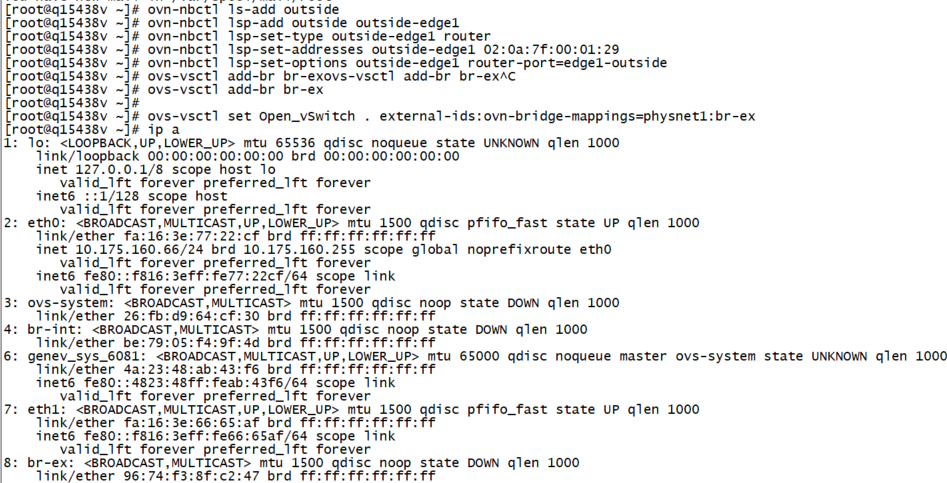 [root@q15438v ~]# ovn-nbctl ls-add outside
[root@q15438v ~]# ovn-nbctl lsp-add outside outside-edge1
[root@q15438v ~]# ovn-nbctl lsp-set-type outside-edge1 router
[root@q15438v ~]# ovn-nbctl lsp-set-addresses outside-edge1 02:0a:7f:00:01:29
[root@q15438v ~]# ovn-nbctl lsp-set-options outside-edge1 router-port=edge1-outside
[root@q15438v ~]# ovs-vsctl add-br br-exovs-vsctl add-br br-ex^C
[root@q15438v ~]# ovs-vsctl add-br br-ex
[root@q15438v ~]#
[root@q15438v ~]# ovs-vsctl set Open_vSwitch . external-ids:ovn-bridge-mappings=physnet1:br-ex
[root@q15438v ~]# ip a
1: lo: <LOOPBACK,UP,LOWER_UP> mtu 65536 qdisc noqueue state UNKNOWN qlen 1000
    link/loopback 00:00:00:00:00:00 brd 00:00:00:00:00:00
    inet 127.0.0.1/8 scope host lo
       valid_lft forever preferred_lft forever
    inet6 ::1/128 scope host
       valid_lft forever preferred_lft forever
2: eth0: <BROADCAST,MULTICAST,UP,LOWER_UP> mtu 1500 qdisc pfifo_fast state UP qlen 1000
    link/ether fa:16:3e:77:22:cf brd ff:ff:ff:ff:ff:ff
    inet 10.175.160.66/24 brd 10.175.160.255 scope global noprefixroute eth0
       valid_lft forever preferred_lft forever
    inet6 fe80::f816:3eff:fe77:22cf/64 scope link
       valid_lft forever preferred_lft forever
3: ovs-system: <BROADCAST,MULTICAST> mtu 1500 qdisc noop state DOWN qlen 1000
    link/ether 26:fb:d9:64:cf:30 brd ff:ff:ff:ff:ff:ff
4: br-int: <BROADCAST,MULTICAST> mtu 1500 qdisc noop state DOWN qlen 1000
    link/ether be:79:05:f4:9f:4d brd ff:ff:ff:ff:ff:ff
6: genev_sys_6081: <BROADCAST,MULTICAST,UP,LOWER_UP> mtu 65000 qdisc noqueue master ovs-system state UNKNOWN qlen 1000
    link/ether 4a:23:48:ab:43:f6 brd ff:ff:ff:ff:ff:ff
    inet6 fe80::4823:48ff:feab:43f6/64 scope link
       valid_lft forever preferred_lft forever
7: eth1: <BROADCAST,MULTICAST,UP,LOWER_UP> mtu 1500 qdisc pfifo_fast state UP qlen 1000
    link/ether fa:16:3e:66:65:af brd ff:ff:ff:ff:ff:ff
    inet6 fe80::f816:3eff:fe66:65af/64 scope link
       valid_lft forever preferred_lft forever
8: br-ex: <BROADCAST,MULTICAST> mtu 1500 qdisc noop state DOWN qlen 1000
    link/ether 96:74:f3:8f:c2:47 brd ff:ff:ff:ff:ff:ff